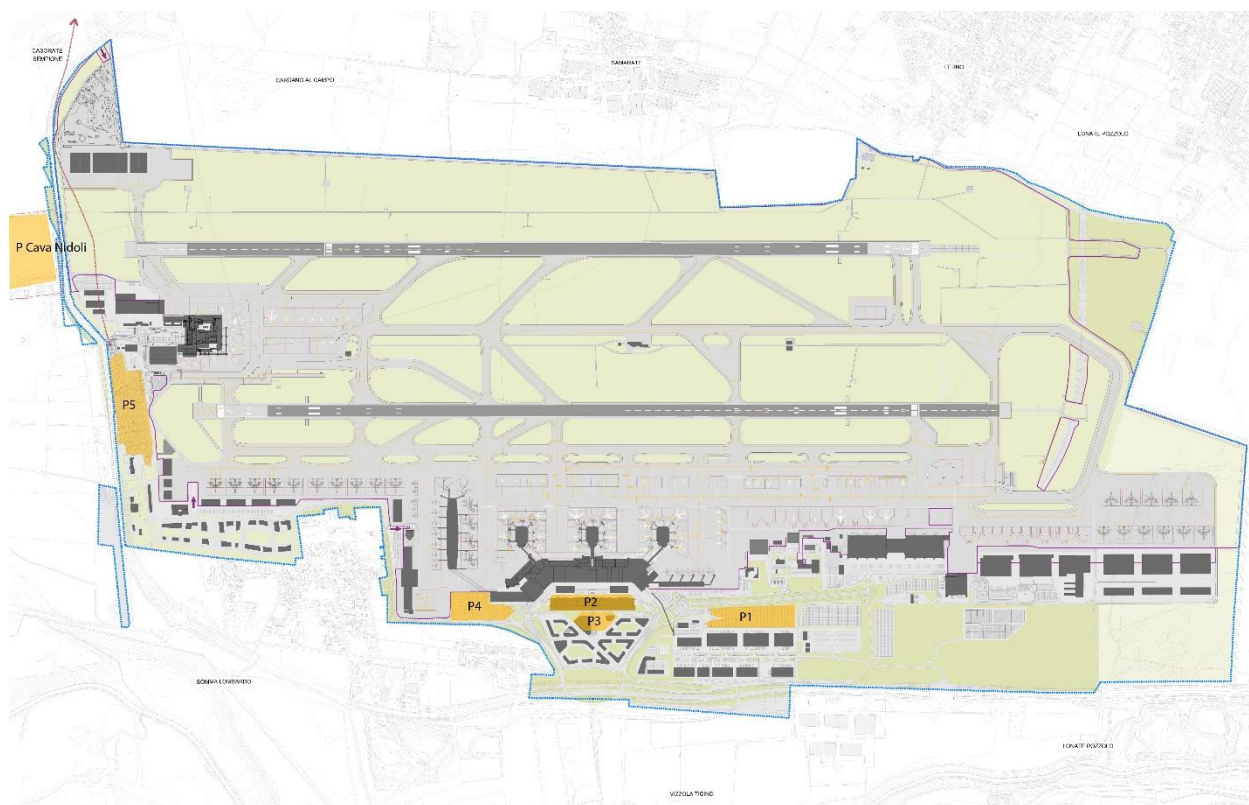 CASORATE
SEMPIONE
CARDANO AL CAMPO
SAMARATE
FERNO
LONATE POZZOLO
P Cava Nidoli
P5
P4
P2
P3
P1
SOMMA LOMBARDO
LONATE POZZOLO
VIZZOLA TICINO